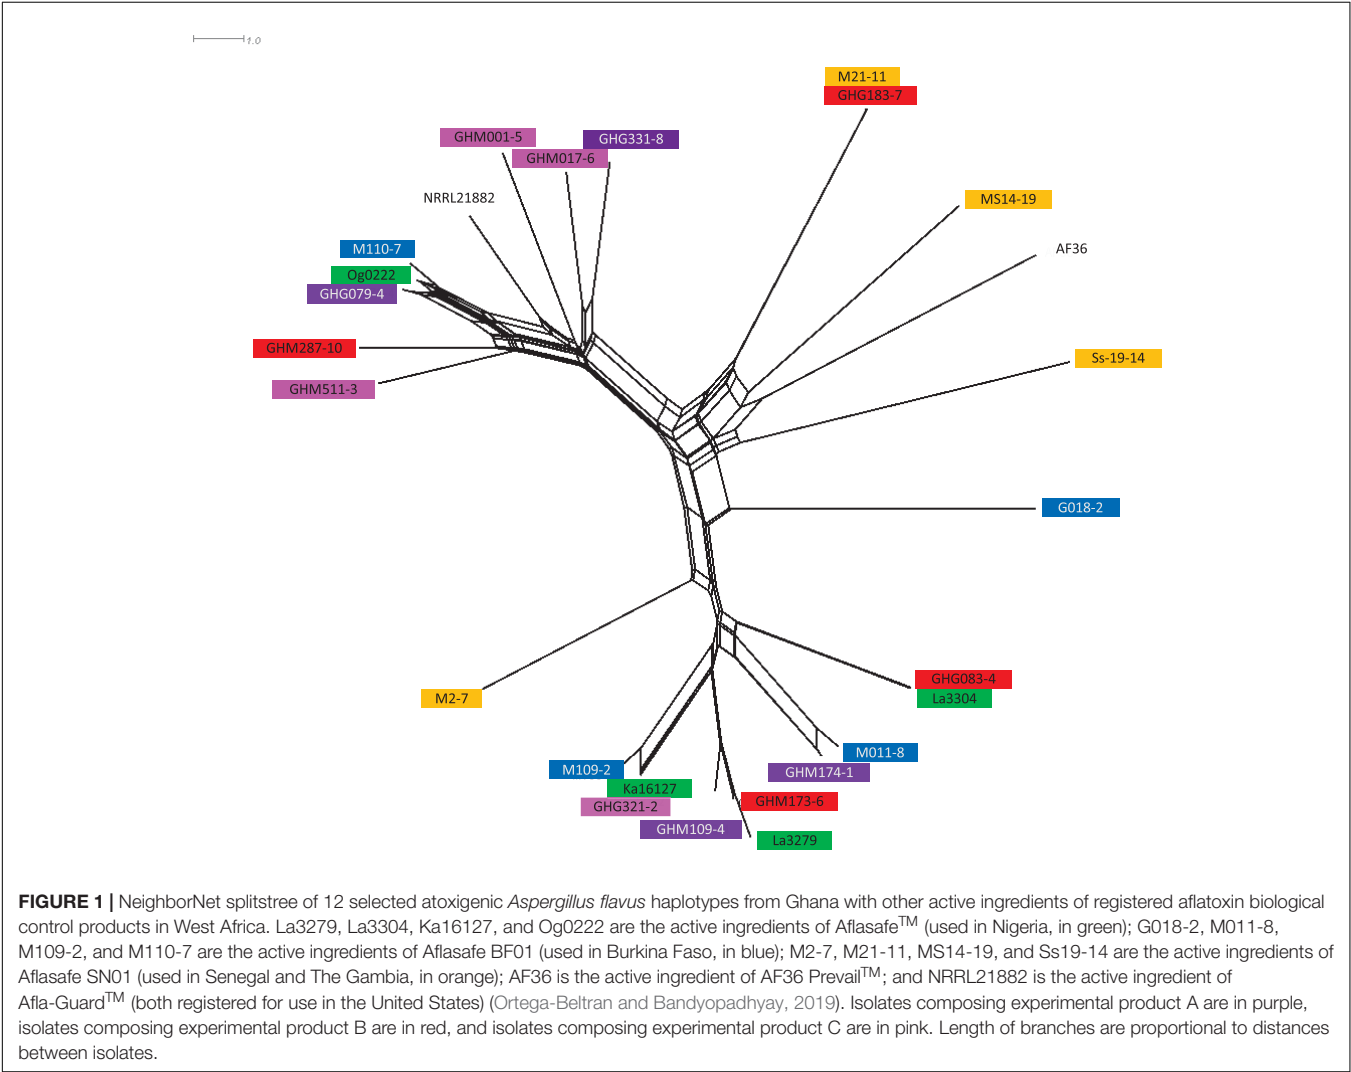 1.0
M21-11
GHG183-7
GHM001-5
GHG331-8
GHM017-6
NRRL21882
MS14-19
AF36
M110-7
Og0222
GHG079-4
GHM287-10
Ss-19-14
GHM511-3
G018-2
GHG083-4
M2-7
La3304
M011-8
M109-2
GHM174-1
Ka16127
GHM173-6
GHG321-2
GHM109-4
La3279
FIGURE 1 | NeighborNet splitstree of 12 selected atoxigenic Aspergillus flavus haplotypes from Ghana with other active ingredients of registered aflatoxin biological
control products in West Africa. La3279, La3304, Ka16127, and Og0222 are the active ingredients of Aflasafe™ (used in Nigeria, in green); G018-2, M011-8,
M109-2, and M110-7 are the active ingredients of Aflasafe BF01 (used in Burkina Faso, in blue); M2-7, M21-11, MS14-19, and Ss19-14 are the active ingredients of
Aflasafe SN01 (used in Senegal and The Gambia, in orange); AF36 is the active ingredient of AF36 Prevail™; and NRRL21882 is the active ingredient of
Afla-Guard™ (both registered for use in the United States) (Ortega-Beltran and Bandyopadhyay, 2019). Isolates composing experimental product A are in purple,
isolates composing experimental product B are in red, and isolates composing experimental product C are in pink. Length of branches are proportional to distances
between isolates.